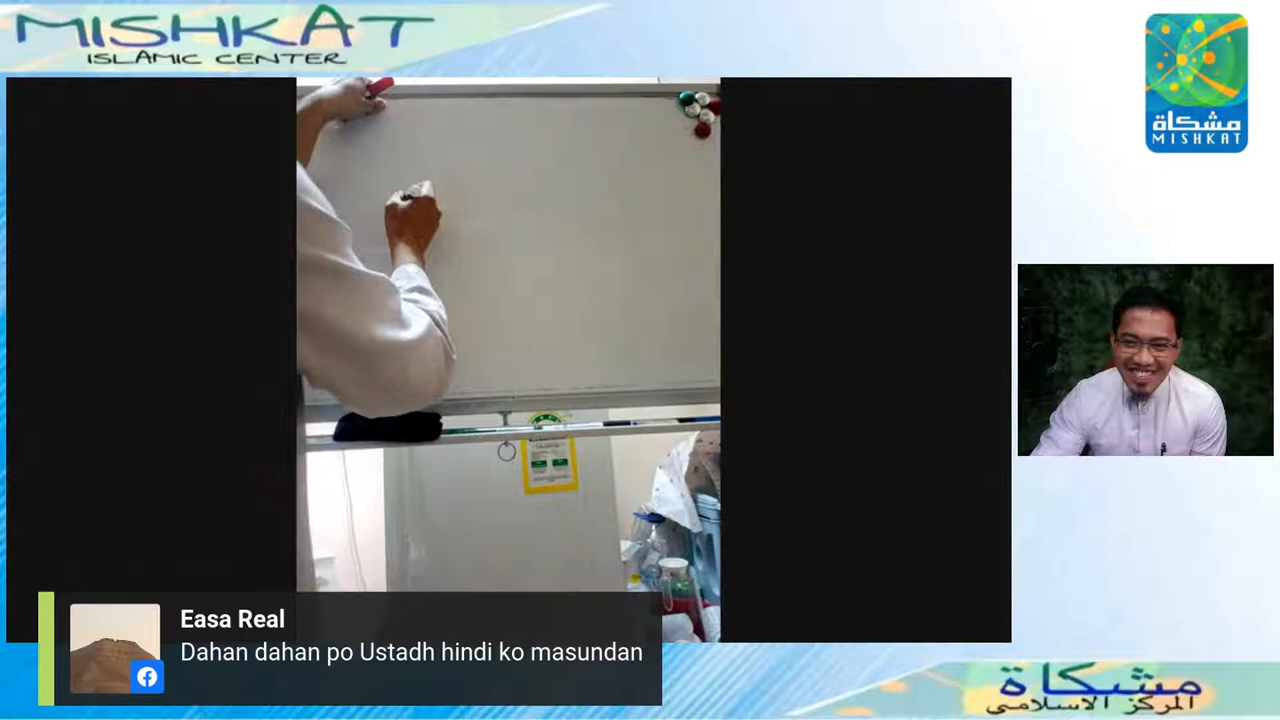 MISHKAT
ISLAMIC CENTER
مشكاة
MISHKAT
Easa Real
Dahan dahan po Ustadh hindi ko masundan
مشكاة
المركز الاسلامي